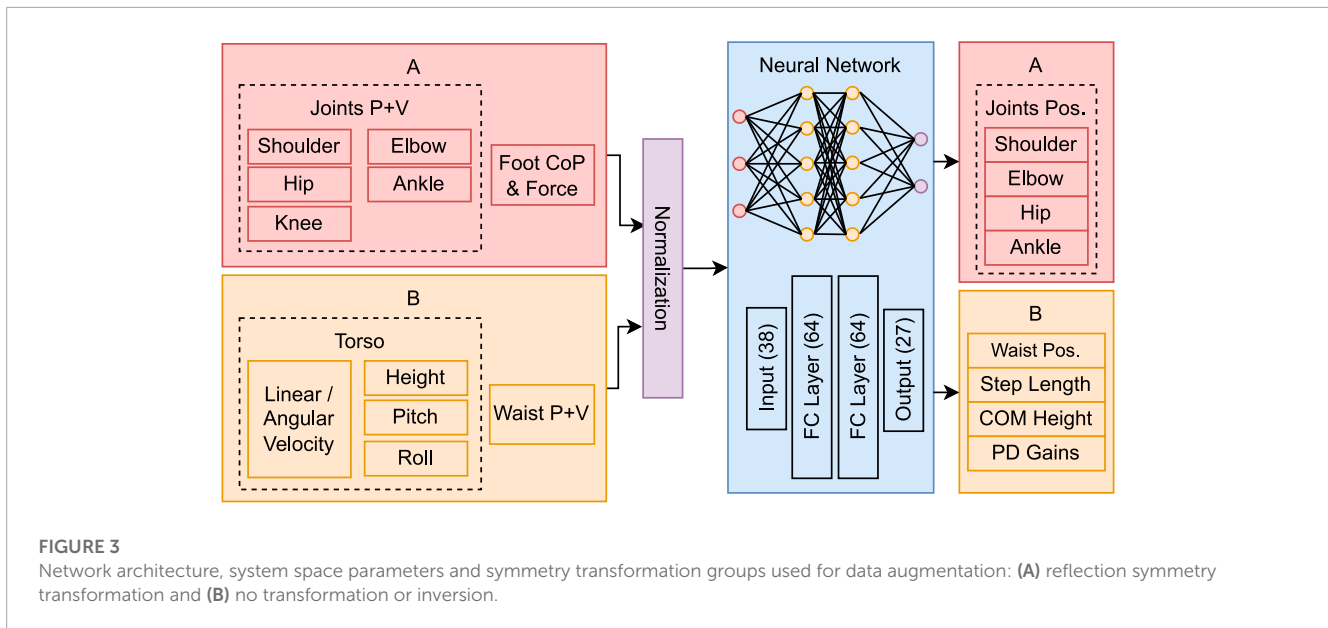 A
Joints P+V
Shoulder
Elbow
Hip
Ankle
Knee
Foot CoP
& Force
B
Torso
Linear /
Angular
Velocity
Height
Pitch
Roll
Waist P+V
Normalization
Neural Network
Input (38)
FC Layer (64)
FC Layer (64)
Output (27)
A
Joints Pos.
Shoulder
Elbow
Hip
Ankle
B
Waist Pos.
Step Length
COM Height
PD Gains
FIGURE 3
Network architecture, system space parameters and symmetry transformation groups used for data augmentation: (A) reflection symmetry
transformation and (B) no transformation or inversion.